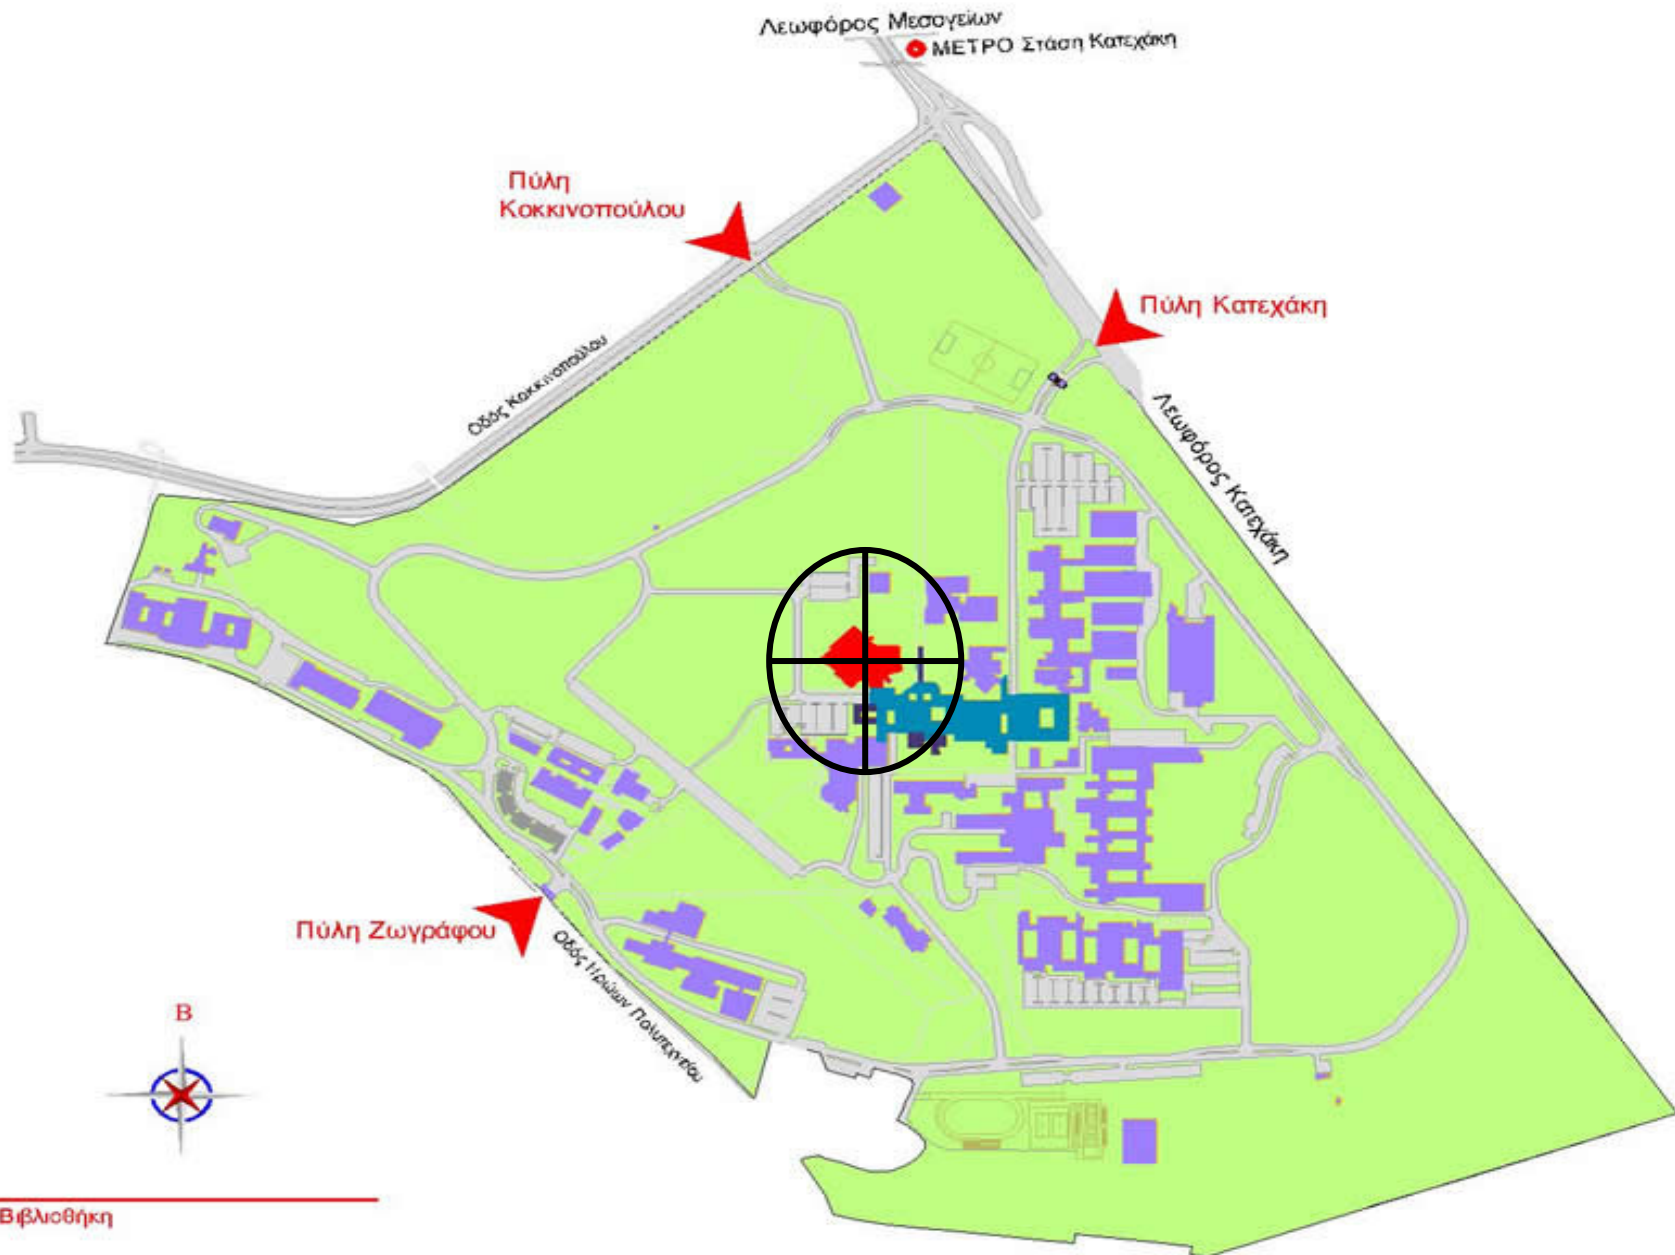 Λεωφόρος Μεσογείων
ΜΕΤΡΟ Στάση Κατεχάκη
Πύλη
Κοκκινοπούλου
Πύλη Κατεχάκη
Οδός Κοκκινοπούλου
Λεωφόρος Κατεχάκη
Πύλη Ζωγράφου
Οδός Ηρώων Πολυτεχνείου
Β
Βιβλιοθήκη